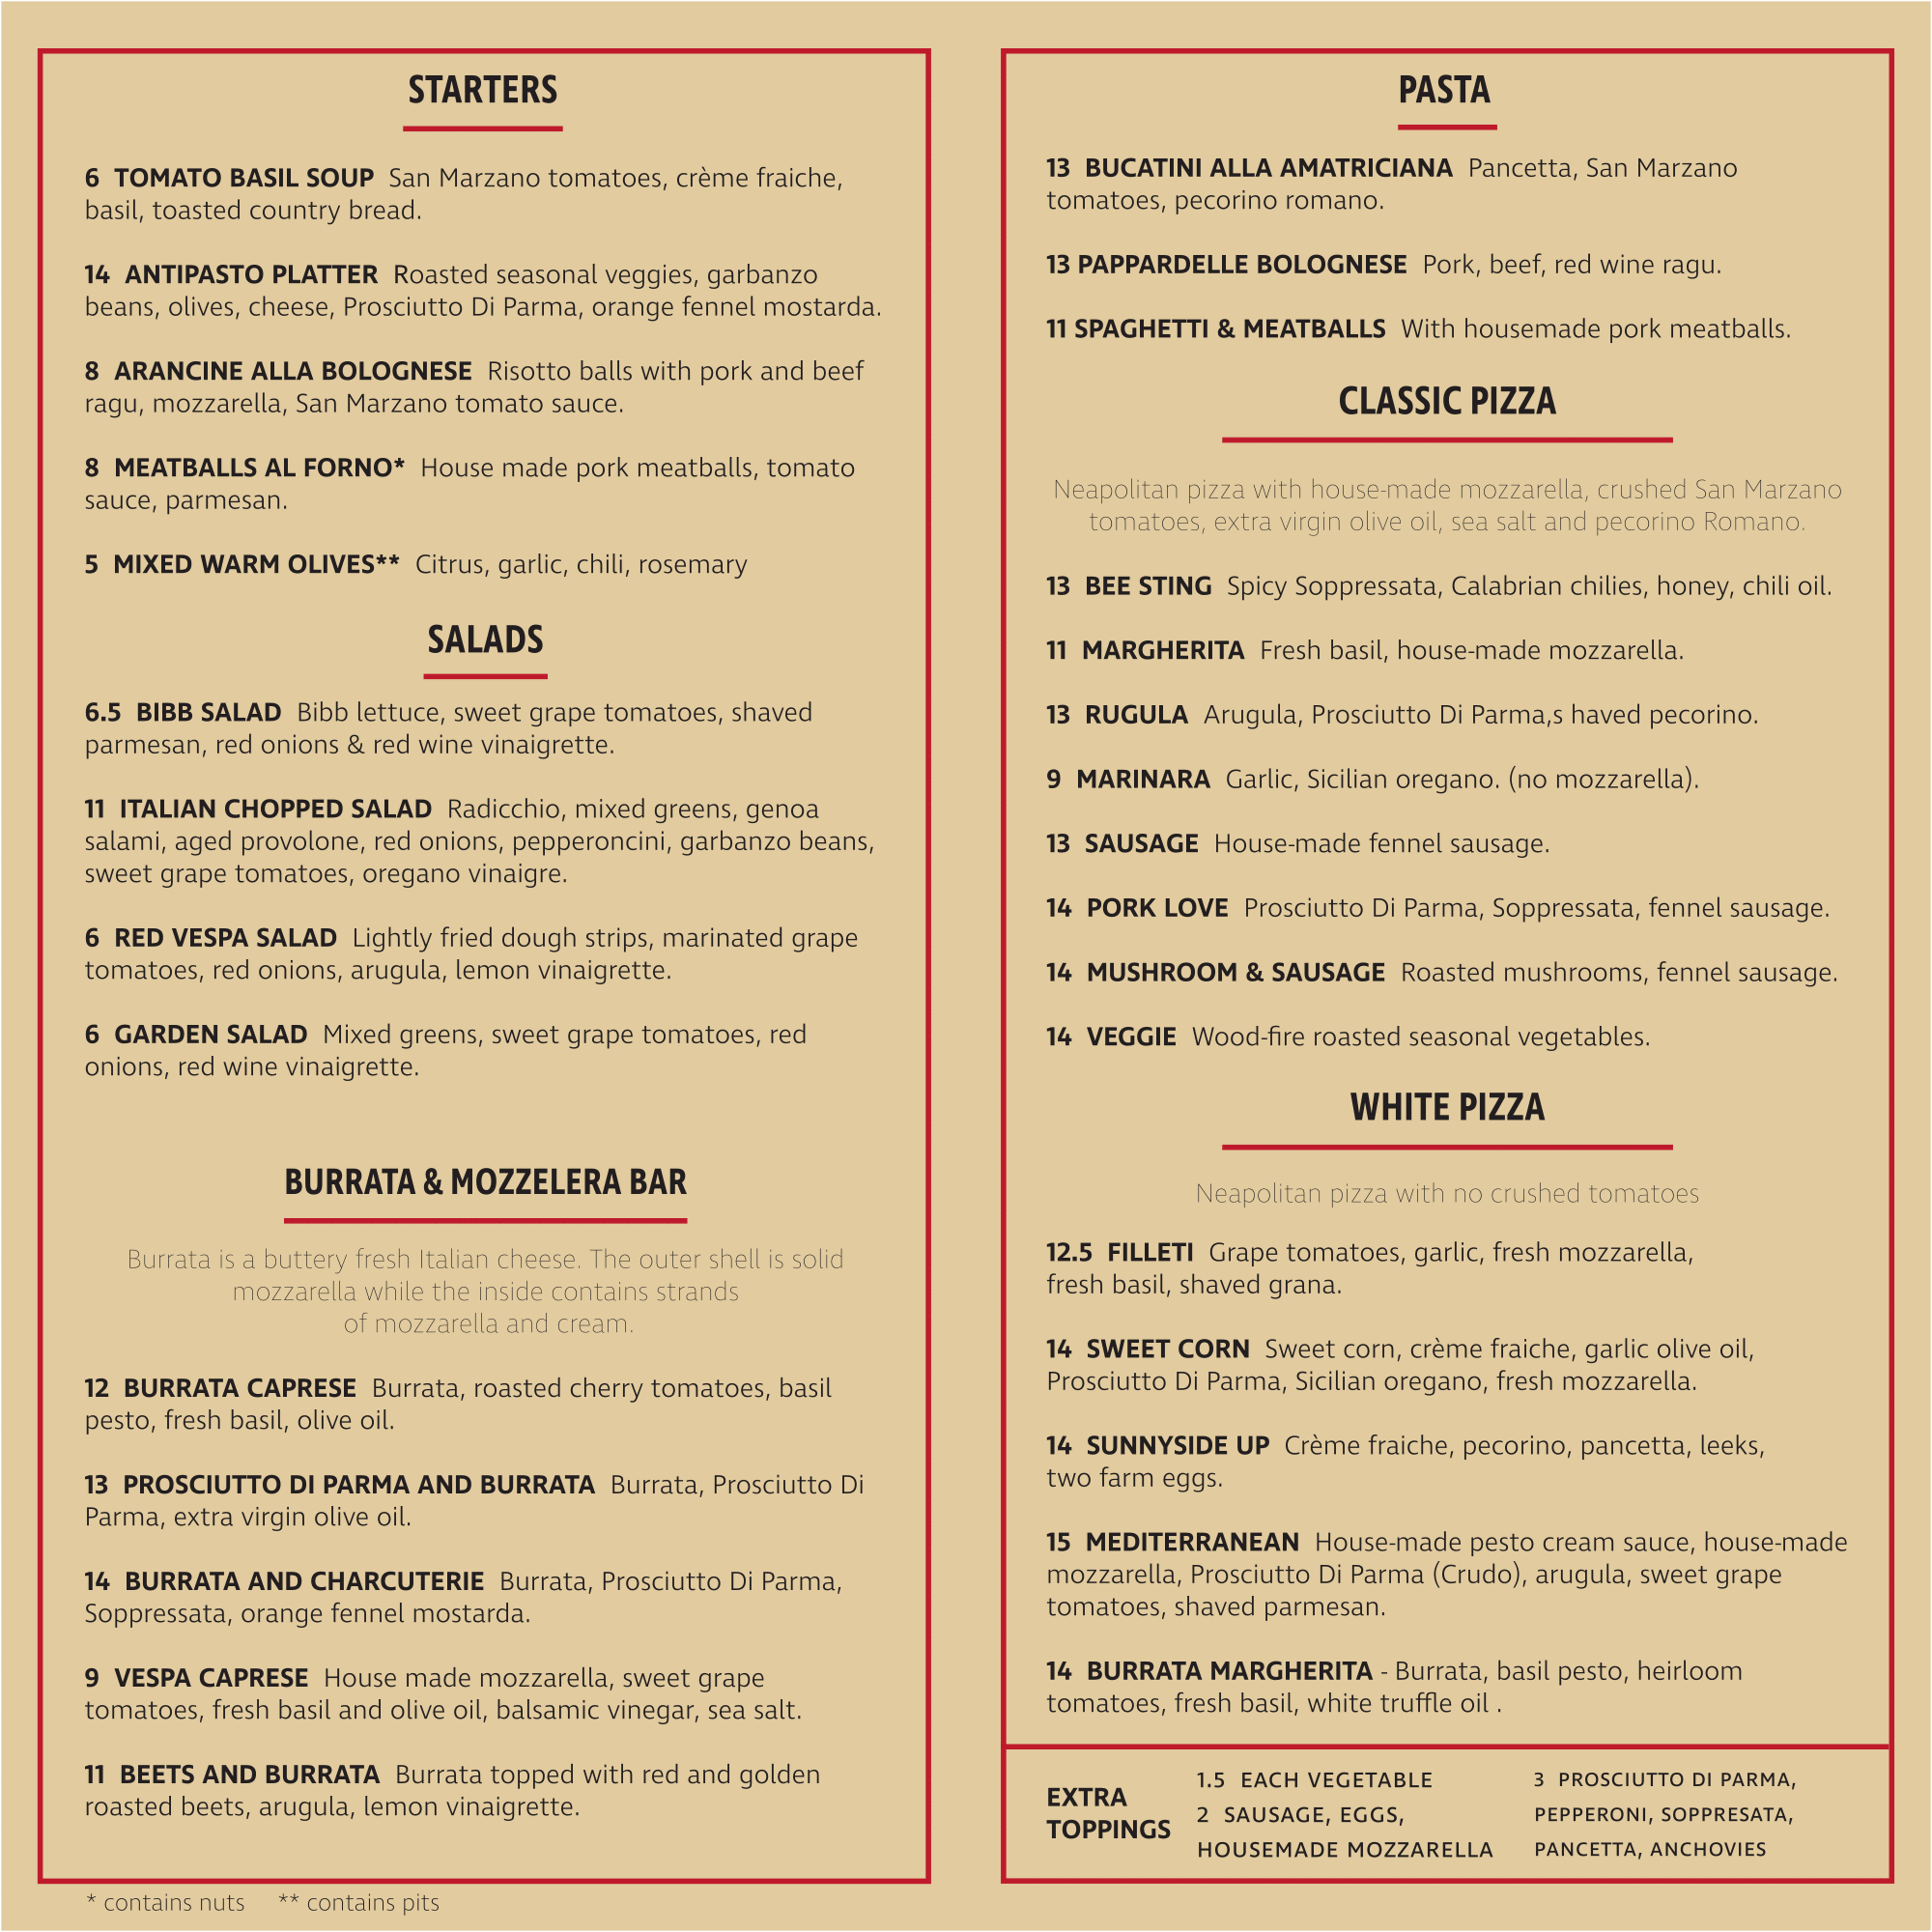 STARTERS
6 TOMATO BASIL SOUP San Marzano tomatoes, crème fraiche,
basil, toasted country bread.
14 ANTIPASTO PLATTER Roasted seasonal veggies, garbanzo
beans, olives, cheese, Prosciutto Di Parma, orange fennel mostarda.
8 ARANCINE ALLA BOLOGNESE Risotto balls with pork and beef
ragu, mozzarella, San Marzano tomato sauce.
8 MEATBALLS AL FORNO* House made pork meatballs, tomato
sauce, parmesan.
5 MIXED WARM OLIVES** Citrus, garlic, chili, rosemary
SALADS
6.5 BIBB SALAD Bibb lettuce, sweet grape tomatoes, shaved
parmesan, red onions & red wine vinaigrette.
11 ITALIAN CHOPPED SALAD Radicchio, mixed greens, genoa
salami, aged provolone, red onions, pepperoncini, garbanzo beans,
sweet grape tomatoes, oregano vinaigre.
6 RED VESPA SALAD Lightly fried dough strips, marinated grape
tomatoes, red onions, arugula, lemon vinaigrette.
6 GARDEN SALAD Mixed greens, sweet grape tomatoes, red
onions, red wine vinaigrette.
BURRATA & MOZZELERA BAR
Burrata is a buttery fresh Italian cheese. The outer shell is solid
mozzarella while the inside contains strands
of mozzarella and cream.
12 BURRATA CAPRESE Burrata, roasted cherry tomatoes, basil
pesto, fresh basil, olive oil.
13 PROSCIUTTO DI PARMA AND BURRATA Burrata, Prosciutto Di
Parma, extra virgin olive oil.
14 BURRATA AND CHARCUTERIE Burrata, Prosciutto Di Parma,
Soppressata, orange fennel mostarda.
9 VESPA CAPRESE House made mozzarella, sweet grape
tomatoes, fresh basil and olive oil, balsamic vinegar, sea salt.
11 BEETS AND BURRATA Burrata topped with red and golden
roasted beets, arugula, lemon vinaigrette.
* contains nuts ** contains pits
PASTA
13 BUCATINI ALLA AMATRICIANA Pancetta, San Marzano
tomatoes, pecorino romano.
13 PAPPARDELLE BOLOGNESE Pork, beef, red wine ragu.
11 SPAGHETTI & MEATBALLS With housemade pork meatballs.
CLASSIC PIZZA
Neapolitan pizza with house-made mozzarella, crushed San Marzano
tomatoes, extra virgin olive oil, sea salt and pecorino Romano.
13 BEE STING Spicy Soppressata, Calabrian chilies, honey, chili oil.
11 MARGHERITA Fresh basil, house-made mozzarella.
13 RUGULA Arugula, Prosciutto Di Parma,s haved pecorino.
9 MARINARA Garlic, Sicilian oregano. (no mozzarella).
13 SAUSAGE House-made fennel sausage.
14 PORK LOVE Prosciutto Di Parma, Soppressata, fennel sausage.
14 MUSHROOM & SAUSAGE Roasted mushrooms, fennel sausage.
14 VEGGIE Wood-fire roasted seasonal vegetables.
WHITE PIZZA
Neapolitan pizza with no crushed tomatoes
12.5 FILLETI Grape tomatoes, garlic, fresh mozzarella,
fresh basil, shaved grana.
14 SWEET CORN Sweet corn, crème fraiche, garlic olive oil,
Prosciutto Di Parma, Sicilian oregano, fresh mozzarella.
14 SUNNYSIDE UP Crème fraiche, pecorino, pancetta, leeks,
two farm eggs.
15 MEDITERRANEAN House-made pesto cream sauce, house-made
mozzarella, Prosciutto Di Parma (Crudo), arugula, sweet grape
tomatoes, shaved parmesan.
14 BURRATA MARGHERITA - Burrata, basil pesto, heirloom
tomatoes, fresh basil, white truffle oil .
EXTRA
TOPPINGS
1.5 EACH VEGETABLE
2 SAUSAGE, EGGS,
HOUSEMADE MOZZARELLA
3 PROSCIUTTO DI PARMA,
PEPPERONI, SOPPRESATA,
PANCETTA, ANCHOVIES